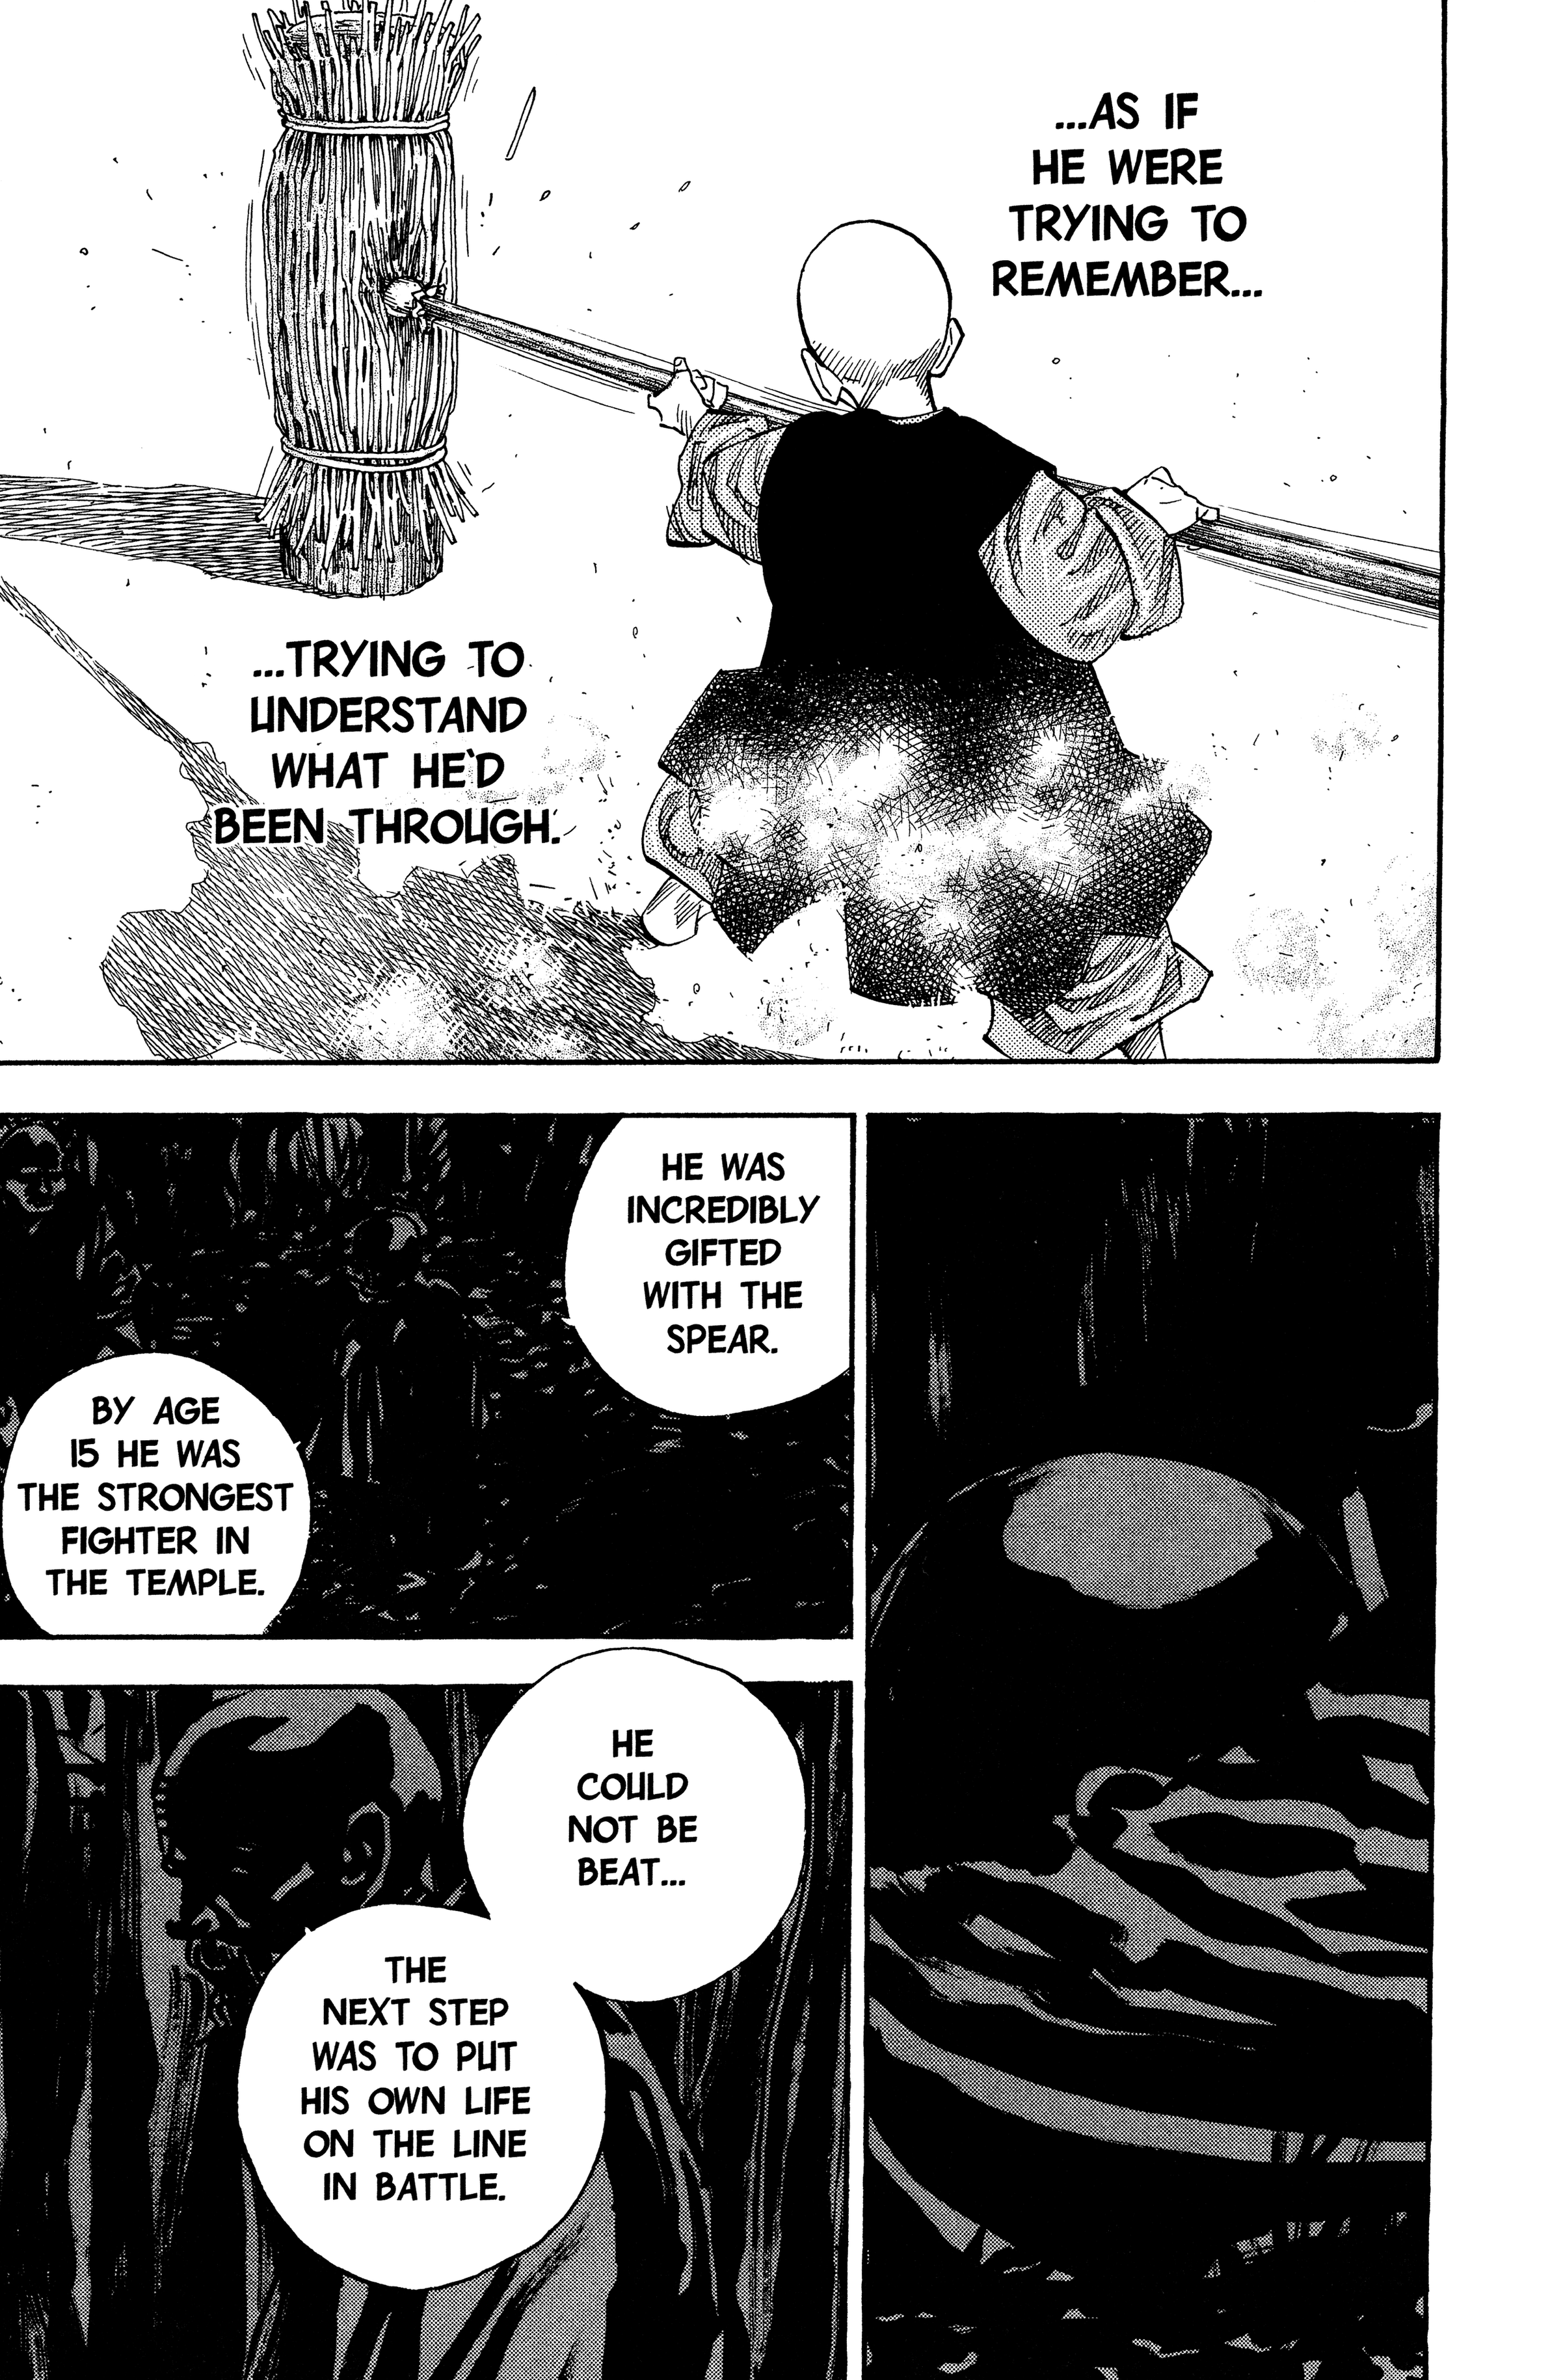 ...AS IF
HE WERE
TRYING TO
REMEMBER...
...TRYING TO
UNDERSTAND
WHAT HE'D
BEEN THROUGH.
HE WAS
INCREDIBLY
GIFTED
WITH THE
SPEAR.
BY AGE
15 HE WAS
THE STRONGEST
FIGHTER IN
THE TEMPLE.
HE
COULD
NOT BE
BEAT...
THE
NEXT STEP
WAS TO PUT
HIS OWN LIFE
ON THE LINE
IN BATTLE.